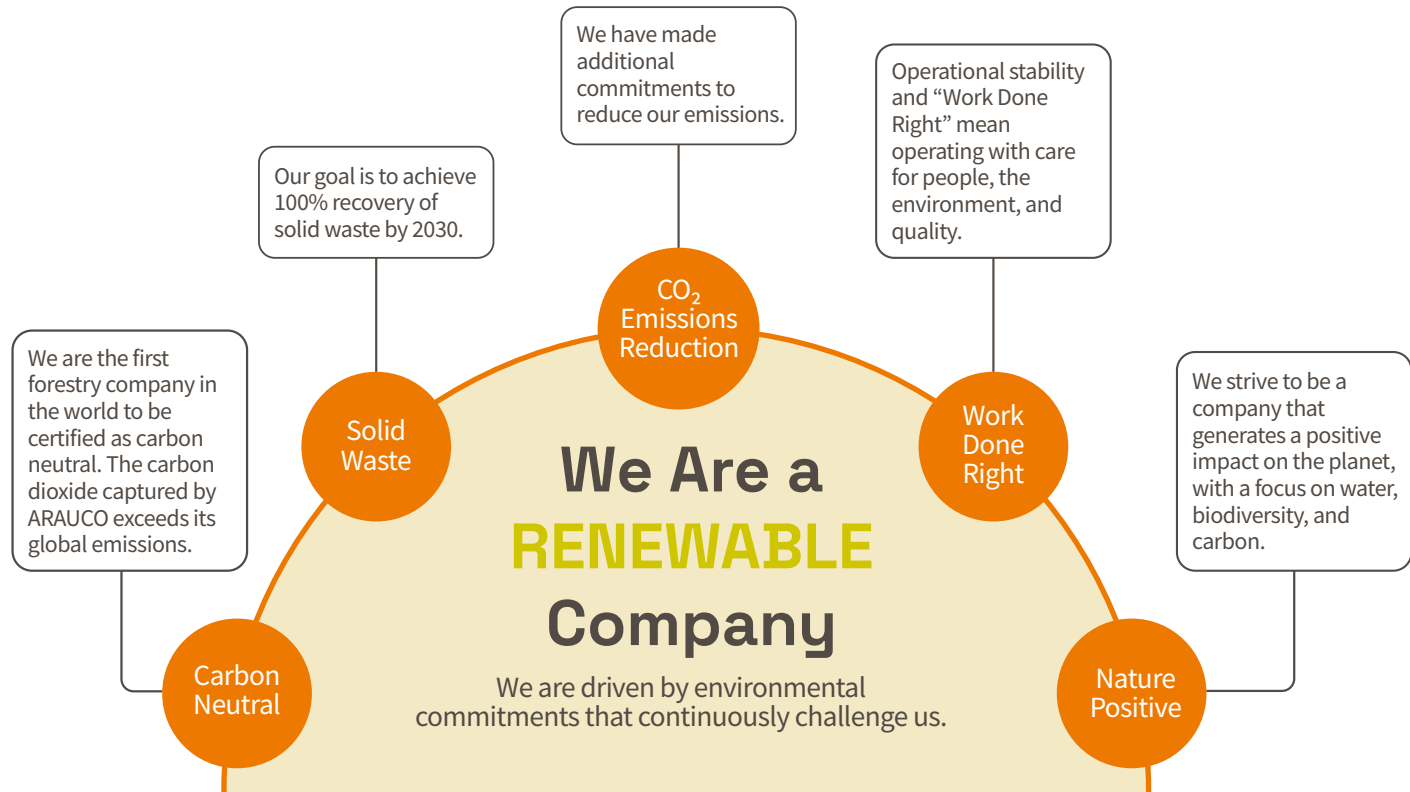 We have made
additional
commitments to
reduce our emissions.
Operational stability
and “Work Done
Right” mean
operating with care
for people, the
environment, and
quality.
Our goal is to achieve
100% recovery of
solid waste by 2030.
We are the first
forestry company in
the world to be
certified as carbon
neutral. The carbon
dioxide captured by
ARAUCO exceeds its
global emissions.
We strive to be a
company that
generates a positive
impact on the planet,
with a focus on water,
biodiversity, and
carbon.
CO₂
Emissions
Reduction
Solid
Waste
Work
Done
Right
Carbon
Neutral
Nature
Positive
We Are a
RENEWABLE
Company
We are driven by environmental
commitments that continuously challenge us.